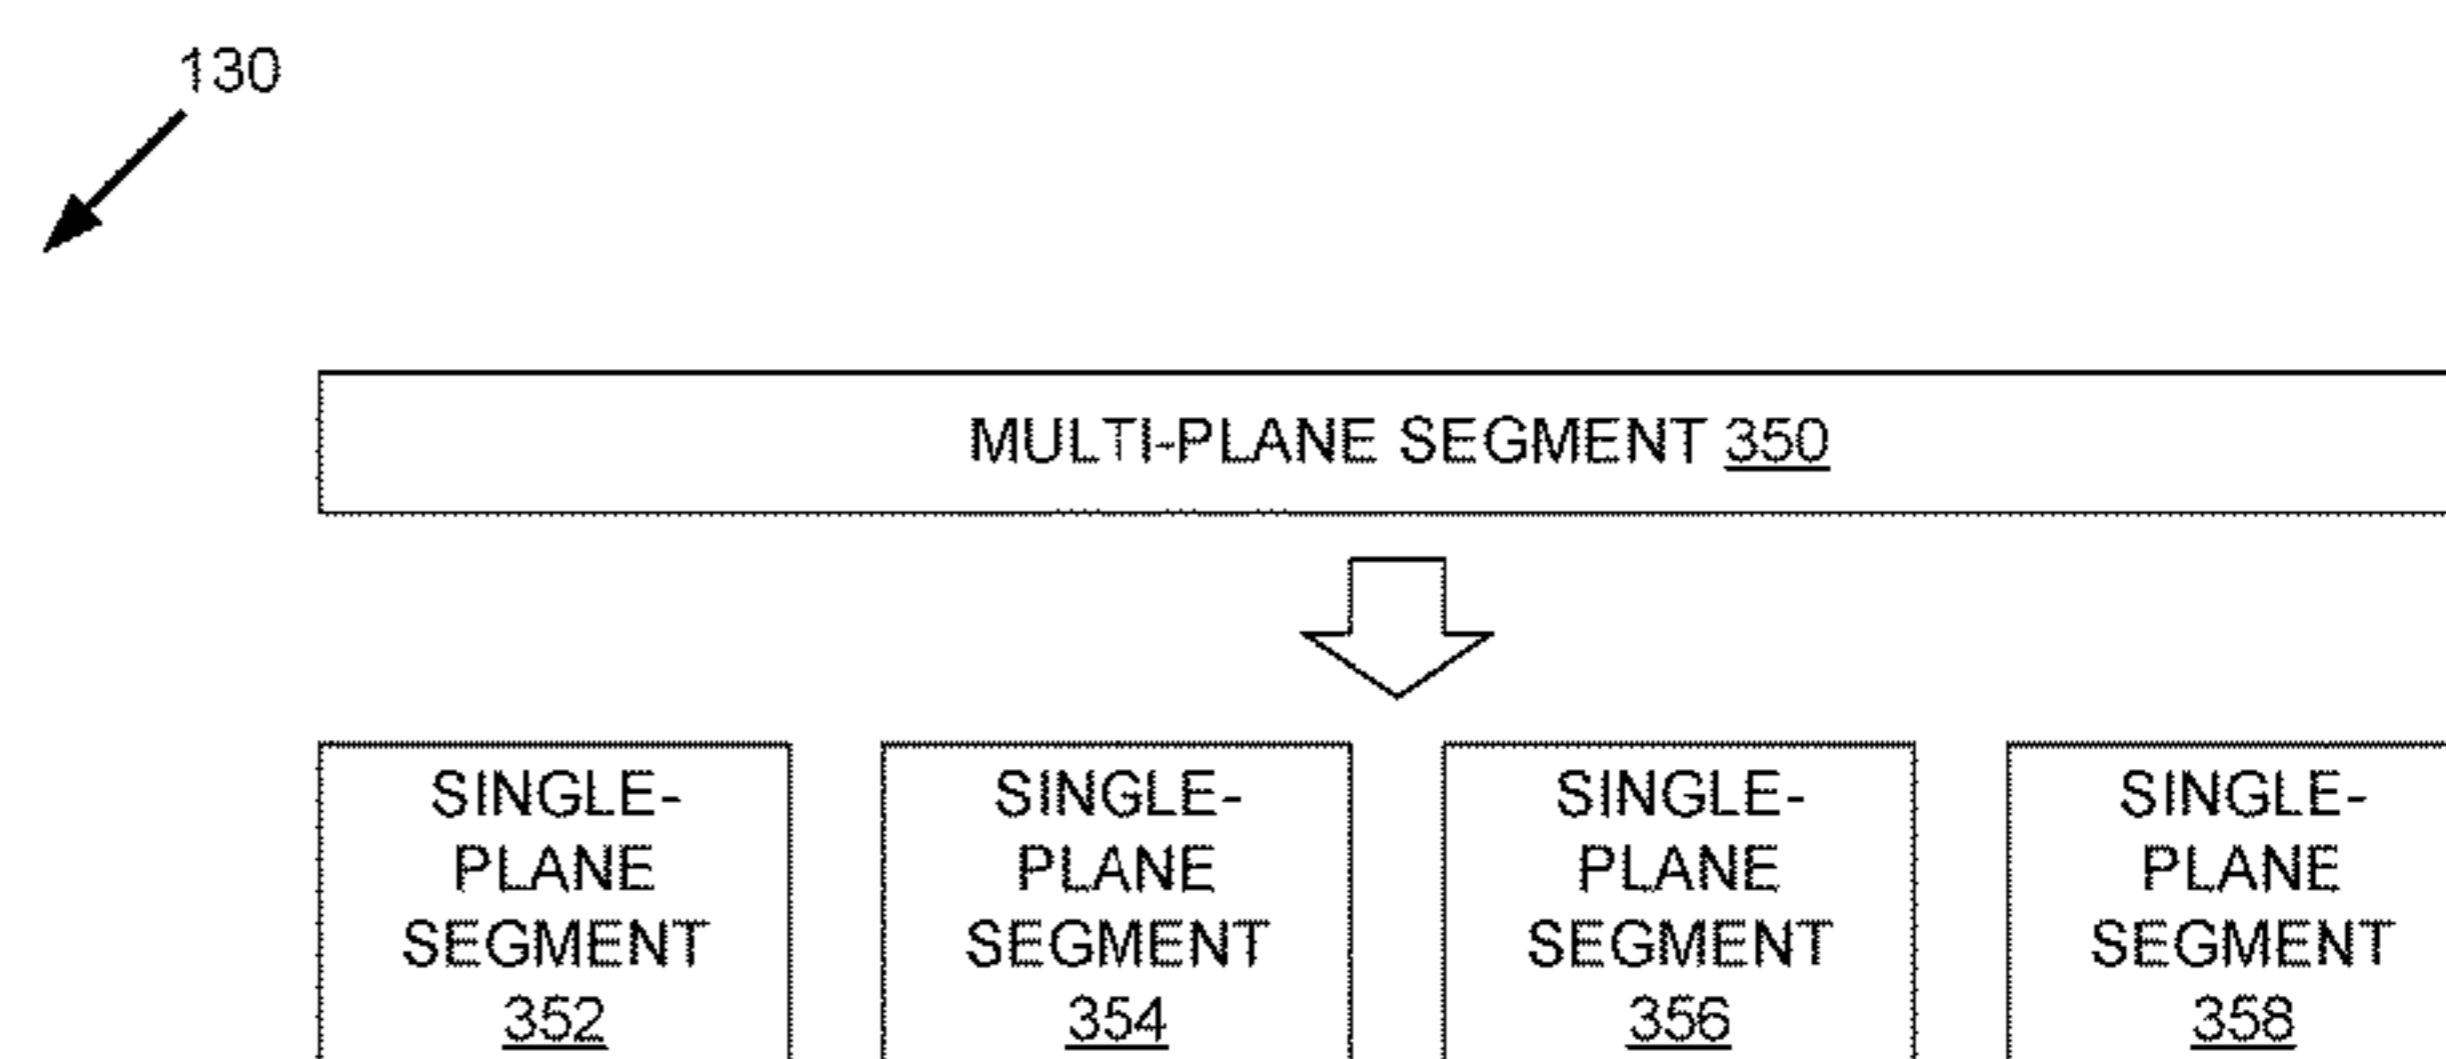 130
MULTI-PLANE SEGMENT 350
SINGLE-
PLANE
SEGMENT
352
SINGLE-
PLANE
SEGMENT
354
SINGLE-
PLANE
SEGMENT
356
SINGLE-
PLANE
SEGMENT
358